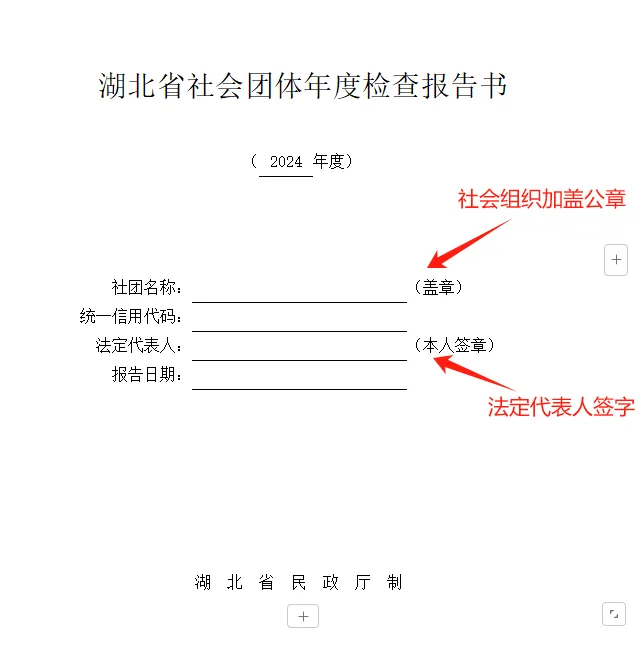 湖北省社会团体年度检查报告书
（ 2024 年度）
社会组织加盖公章
社团名称：（盖章）
统一信用代码：
法定代表人：（本人签章）
报告日期：
法定代表人签字
湖 北 省 民 政 厅 制